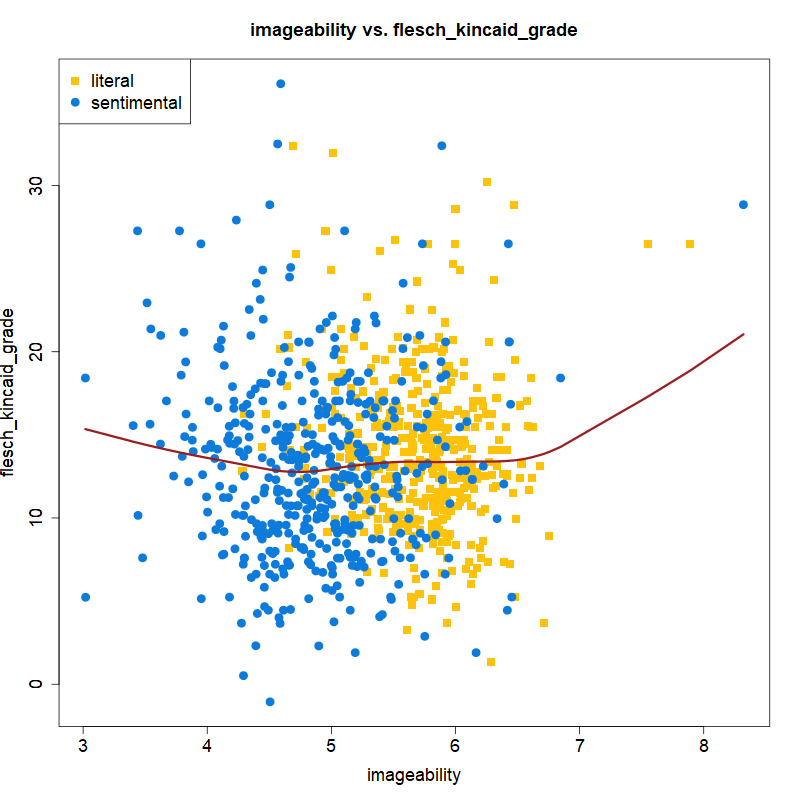 imageability vs. flesch_kincaid_grade
literal
sentimental
flesch_kincaid_grade
30
20
10
0
3 4 5 6 7 8
imageability